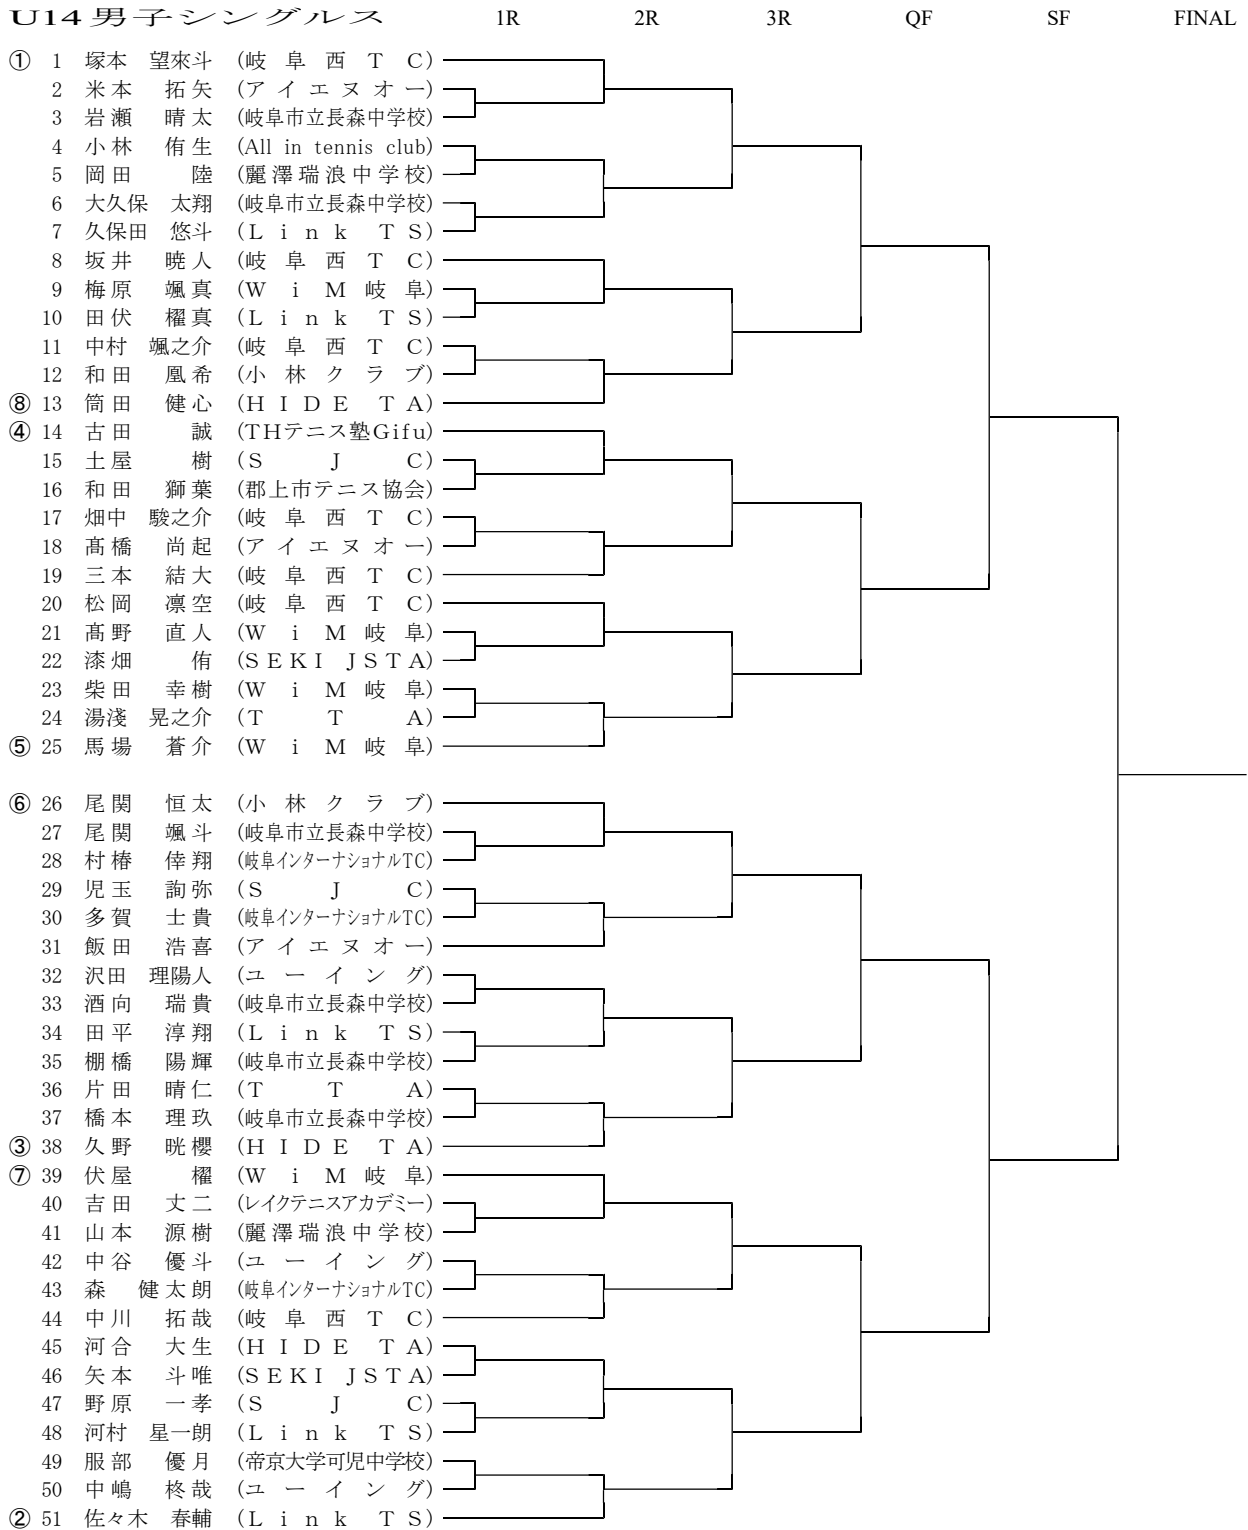 U14男子シングルス 1R 2R 3R QF SF FINAL
① 1 塚本 望來斗 (岐阜西TC)
2 米本 拓矢 (アイエヌオー)
3 岩瀬 晴太 (岐阜市立長森中学校)
4 小林 侑生 (All in tennis club)
5 岡田 陸 (麗澤瑞浪中学校)
6 大久保 太翔 (岐阜市立長森中学校)
7 久保田 悠斗 (Link TS)
8 坂井 暁人 (岐阜西TC)
9 梅原 颯真 (WiM岐阜)
10 田伏 櫂真 (Link TS)
11 中村 颯之介 (岐阜西TC)
12 和田 凰希 (小林クラブ)
⑧ 13 筒田 健心 (HIDE TA)
④ 14 古田 誠 (THテニス塾Gifu)
15 土屋 樹 (SJC)
16 和田 獅葉 (郡上市テニス協会)
17 畑中 駿之介 (岐阜西TC)
18 髙橋 尚起 (アイエヌオー)
19 三本 結大 (岐阜西TC)
20 松岡 凛空 (岐阜西TC)
21 髙野 直人 (WiM岐阜)
22 漆畑 侑 (SEKI JSTA)
23 柴田 幸樹 (WiM岐阜)
24 湯淺 晃之介 (TTA)
⑤ 25 馬場 蒼介 (WiM岐阜)
⑥ 26 尾関 恒太 (小林クラブ)
27 尾関 颯斗 (岐阜市立長森中学校)
28 村椿 倖翔 (岐阜インターナショナルTC)
29 児玉 詢弥 (SJC)
30 多賀 士貴 (岐阜インターナショナルTC)
31 飯田 浩喜 (アイエヌオー)
32 沢田 理陽人 (ユーイング)
33 酒向 瑞貴 (岐阜市立長森中学校)
34 田平 淳翔 (Link TS)
35 棚橋 陽輝 (岐阜市立長森中学校)
36 片田 晴仁 (TTA)
37 橋本 理玖 (岐阜市立長森中学校)
③ 38 久野 晄櫻 (HIDE TA)
⑦ 39 伏屋 櫂 (WiM岐阜)
40 吉田 丈二 (レイクテニスアカデミー)
41 山本 源樹 (麗澤瑞浪中学校)
42 中谷 優斗 (ユーイング)
43 森 健太朗 (岐阜インターナショナルTC)
44 中川 拓哉 (岐阜西TC)
45 河合 大生 (HIDE TA)
46 矢本 斗唯 (SEKI JSTA)
47 野原 一孝 (SJC)
48 河村 星一朗 (Link TS)
49 服部 優月 (帝京大学可児中学校)
50 中嶋 柊哉 (ユーイング)
② 51 佐々木 春輔 (Link TS)